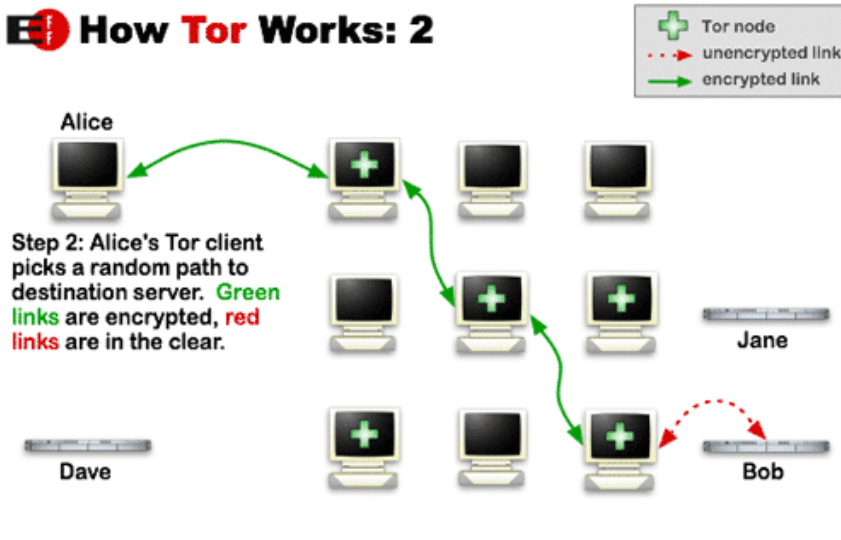 EFF How Tor Works: 2
Tor node
unencrypted link
encrypted link
Alice
Step 2: Alice's Tor client
picks a random path to
destination server. Green
links are encrypted, red
links are in the clear.
Jane
Dave
Bob